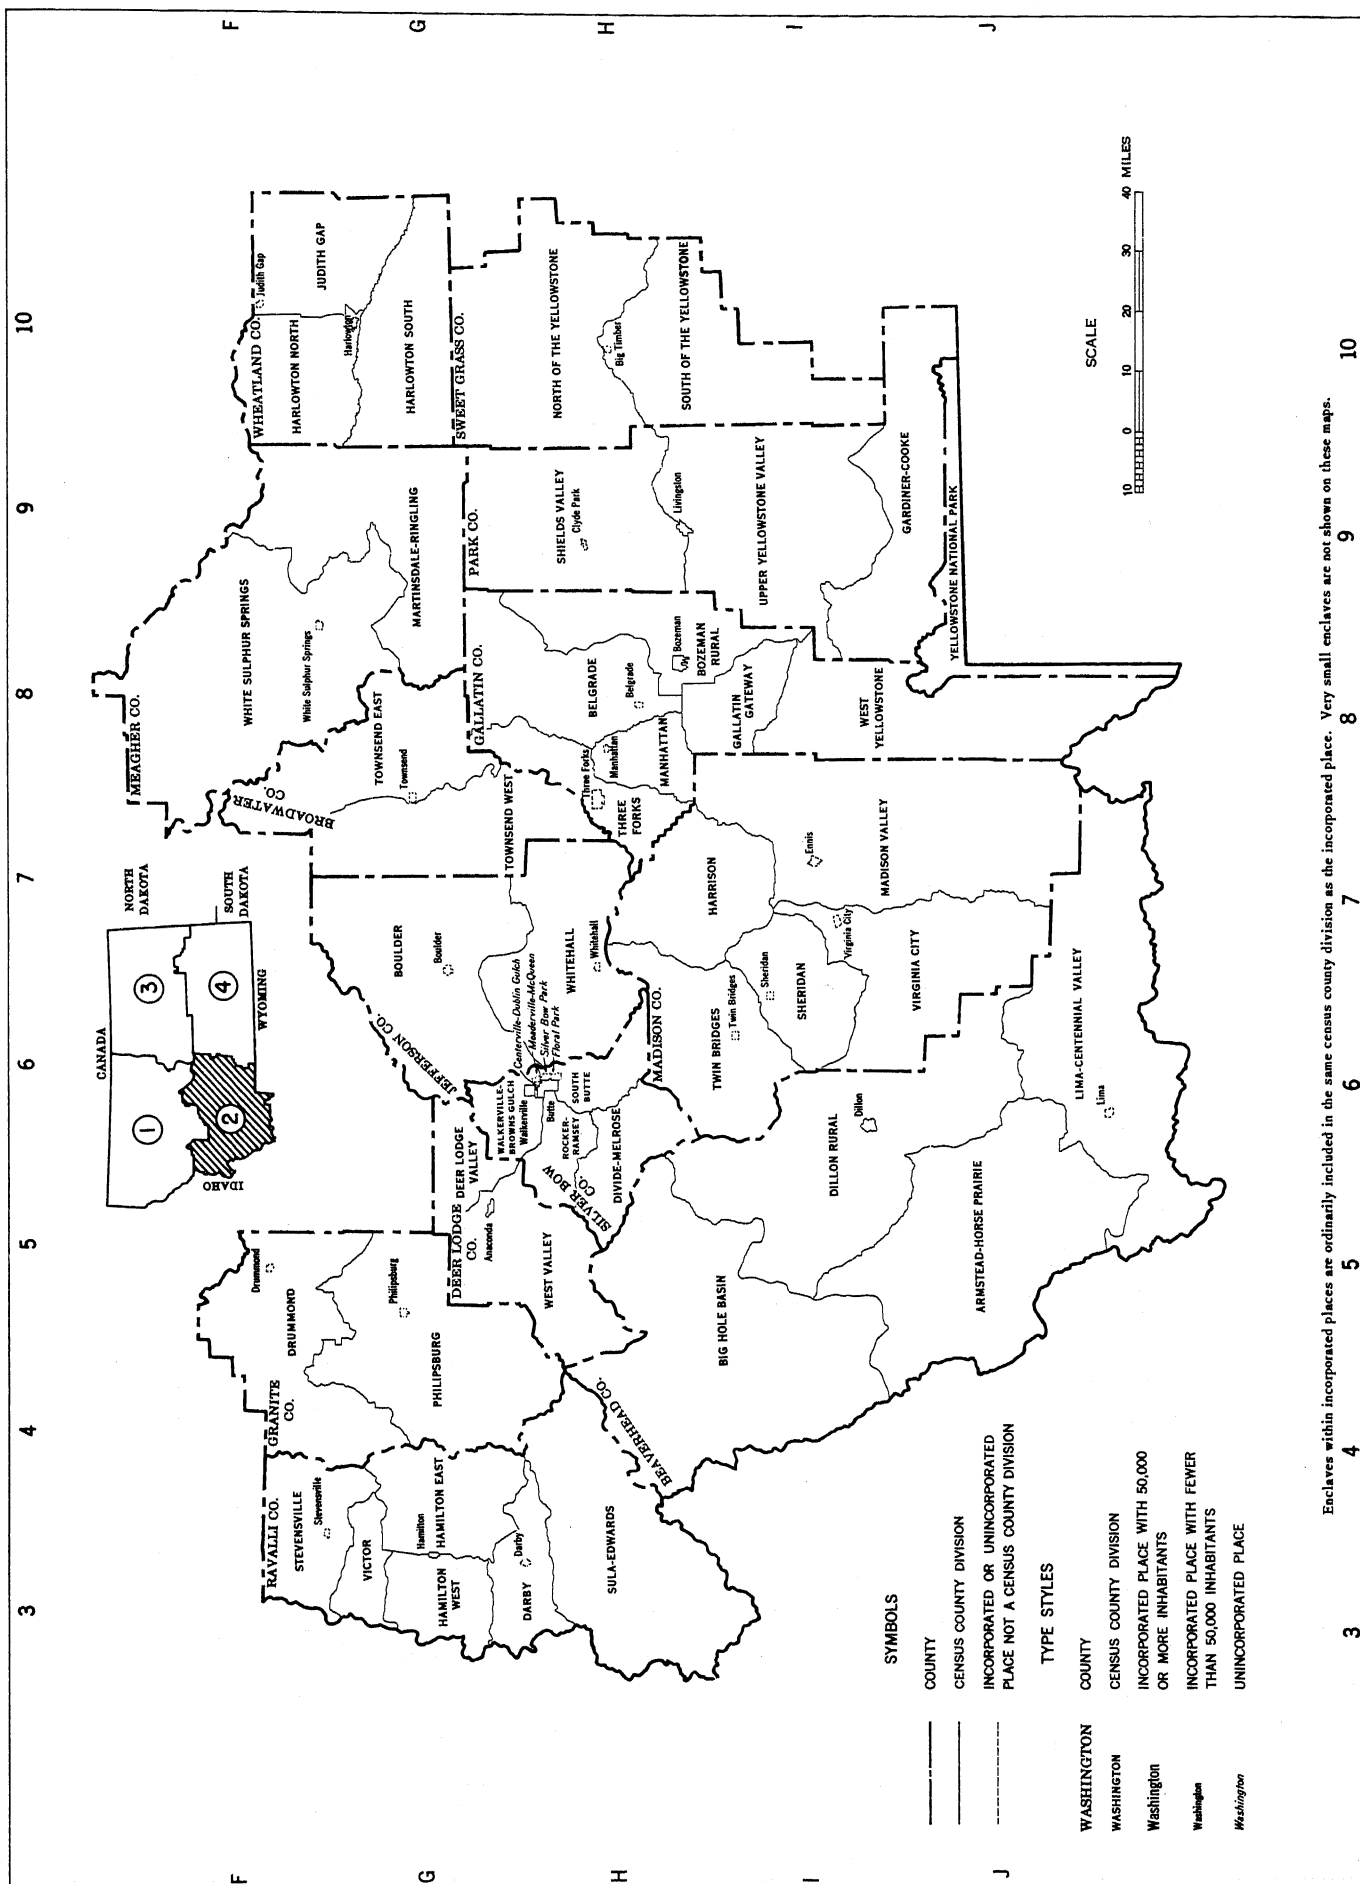 3
4
5
6
7
8
9
10
F
G
H
I
J
F
G
H
I
J
CANADA
NORTH
DAKOTA
SOUTH
DAKOTA
WYOMING
IDAHO
1
2
3
4
RAVALLI CO.
STEVENSVILLE
Stevensville
VICTOR
Hamilton
HAMILTON EAST
HAMILTON
WEST
Darby
DARBY
SULA-EDWARDS
GRANITE
CO.
Drummond
DRUMMOND
Philipsburg
PHILIPSBURG
DEER LODGE
CO.
DEER LODGE
VALLEY
Anaconda
WEST VALLEY
SILVER BOW
CO.
WALKERVILLE-
BROWNS GULCH
Walkerville
Butte
Centerville-Dublin Gulch
Meaderville-McQueen
Silver Bow Park
Floral Park
ROCKER-
RAMSEY
SOUTH
BUTTE
DIVIDE-MELROSE
JEFFERSON CO.
BOULDER
Boulder
WHITEHALL
Whitehall
BROADWATER
CO.
TOWNSEND EAST
Townsend
TOWNSEND WEST
MEAGHER CO.
WHITE SULPHUR SPRINGS
White Sulphur Springs
MARTINSDALE-RINGLING
WHEATLAND CO.
Judith Gap
JUDITH GAP
HARLOWTON NORTH
Harlowton
HARLOWTON SOUTH
SWEET GRASS CO.
NORTH OF THE YELLOWSTONE
Big Timber
SOUTH OF THE YELLOWSTONE
PARK CO.
SHIELDS VALLEY
Clyde Park
Livingston
UPPER YELLOWSTONE VALLEY
GARDINER-COOKE
YELLOWSTONE NATIONAL PARK
GALLATIN CO.
BELGRADE
Belgrade
Three Forks
THREE
FORKS
Manhattan
MANHATTAN
Bozeman
BOZEMAN
RURAL
GALLATIN
GATEWAY
WEST
YELLOWSTONE
MADISON CO.
HARRISON
TWIN BRIDGES
Twin Bridges
Sheridan
SHERIDAN
Virginia City
VIRGINIA CITY
Ennis
MADISON VALLEY
BEAVERHEAD CO.
BIG HOLE BASIN
DILLON RURAL
Dillon
ARMSTEAD-HORSE PRAIRIE
LIMA-CENTENNIAL VALLEY
Lima
SYMBOLS
COUNTY
CENSUS COUNTY DIVISION
INCORPORATED OR UNINCORPORATED
PLACE NOT A CENSUS COUNTY DIVISION
TYPE STYLES
WASHINGTON COUNTY
WASHINGTON CENSUS COUNTY DIVISION
Washington INCORPORATED PLACE WITH 50,000
OR MORE INHABITANTS
Washington INCORPORATED PLACE WITH FEWER
THAN 50,000 INHABITANTS
Washington UNINCORPORATED PLACE
SCALE
10 0 10 20 30 40 MILES
3
4
5
6
7
8
9
10
Enclaves within incorporated places are ordinarily included in the same census county division as the incorporated place. Very small enclaves are not shown on these maps.